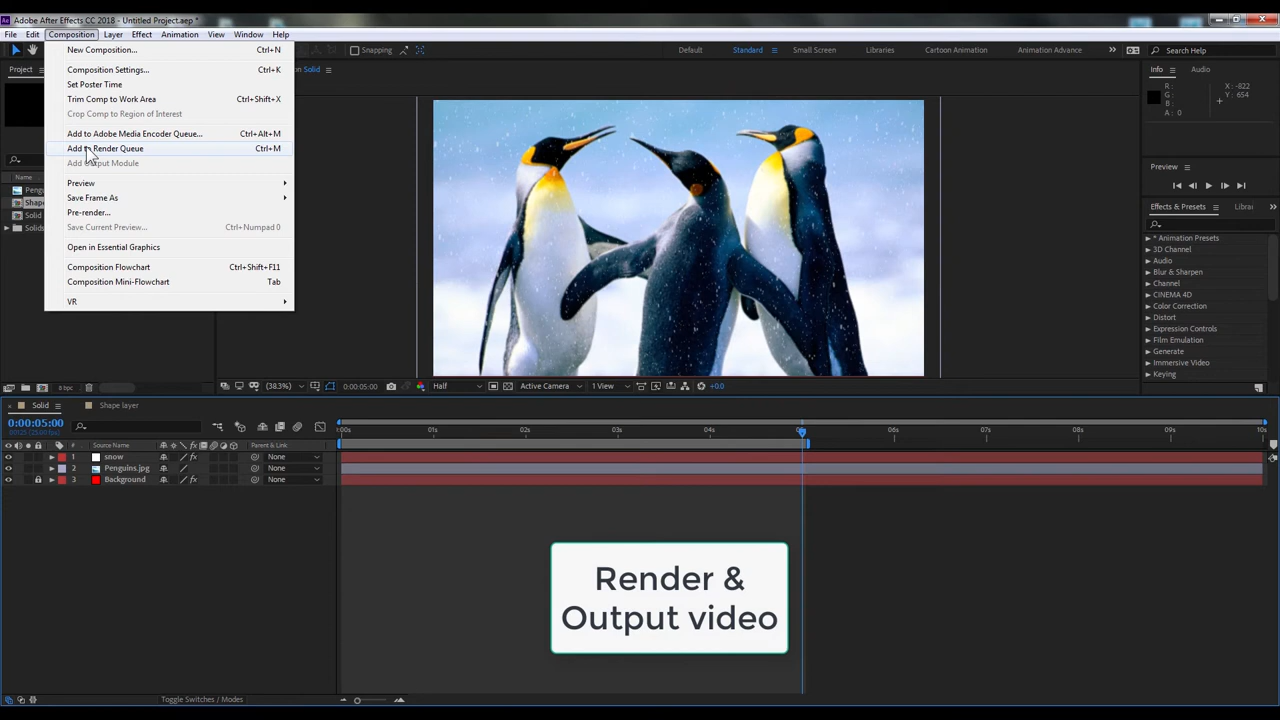 Adobe After Effects CC 2018 - Untitled Project.aep *
File Edit Composition Layer Effect Animation View Window Help
Snapping Default Standard Small Screen Libraries Cartoon Animation Animation Advance Search Help
New Composition... Ctrl+N
Composition Settings... Ctrl+K
Set Poster Time
Trim Comp to Work Area Ctrl+Shift+X
Crop Comp to Region of Interest
Add to Adobe Media Encoder Queue... Ctrl+Alt+M
Add to Render Queue Ctrl+M
Add Output Module
Preview
Save Frame As
Pre-render...
Save Current Preview... Ctrl+Numpad 0
Open in Essential Graphics
Composition Flowchart Ctrl+Shift+F11
Composition Mini-Flowchart Tab
VR
Project
Name
Pengu
Shape
Solid
Solids
Solid
Info Audio
R :
G :
B :
A : 0
X : -822
Y : 654
Preview
Effects & Presets Librai
* Animation Presets
3D Channel
Audio
Blur & Sharpen
Channel
CINEMA 4D
Color Correction
Distort
Expression Controls
Film Emulation
Generate
Immersive Video
Keying
8 bpc
(38.3%) 0:00:05:00 Half Active Camera 1 View +0.0
Solid Shape layer
0:00:05:00
# Source Name Parent & Link
1 snow None
2 Penguins.jpg None
3 Background None
:00s 01s 02s 03s 04s 06s 07s 08s 09s 10s
Render &
Output video
Toggle Switches / Modes